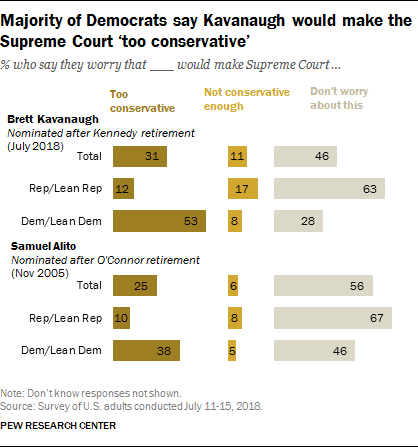 Majority of Democrats say Kavanaugh would make the
Supreme Court ‘too conservative’
% who say they worry that ___ would make Supreme Court ...
Too conservative
Not conservative enough
Don't worry about this
Brett Kavanaugh
Nominated after Kennedy retirement
(July 2018)
Total 31 11 46
Rep/Lean Rep 12 17 63
Dem/Lean Dem 53 8 28
Samuel Alito
Nominated after O'Connor retirement
(Nov 2005)
Total 25 6 56
Rep/Lean Rep 10 8 67
Dem/Lean Dem 38 5 46
Note: Don't know responses not shown.
Source: Survey of U.S. adults conducted July 11-15, 2018.
PEW RESEARCH CENTER